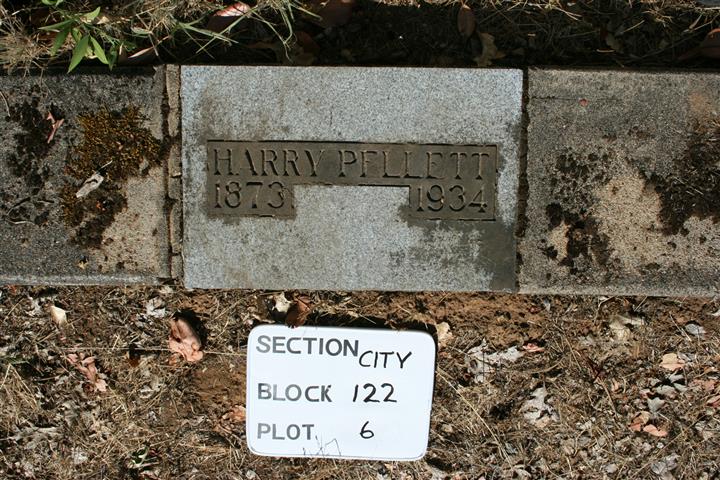 HARRY PELLETT
1873 1934
SECTION CITY
BLOCK 122
PLOT 6